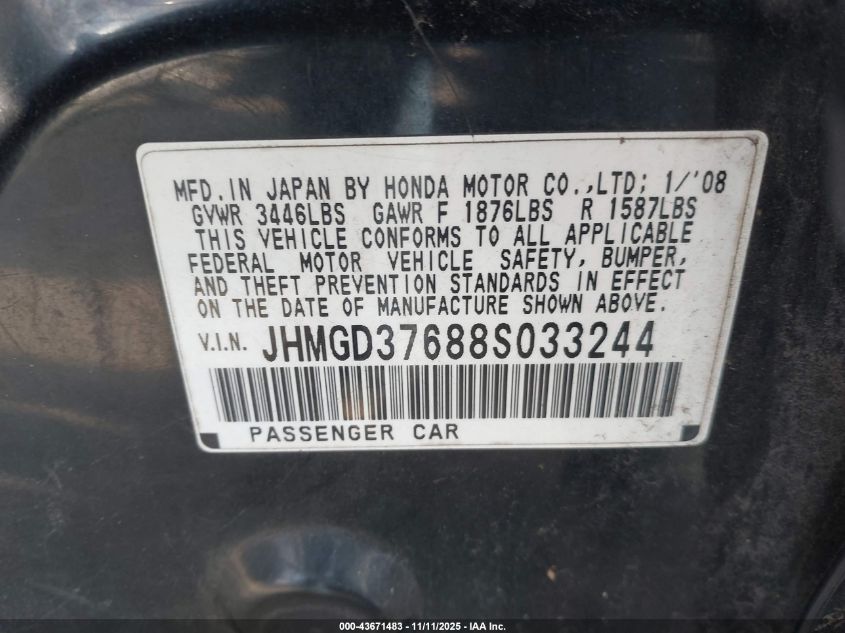 MFD. IN JAPAN BY HONDA MOTOR CO.,LTD; 1/'08
GVWR 3446LBS GAWR F 1876LBS R 1587LBS
THIS VEHICLE CONFORMS TO ALL APPLICABLE
FEDERAL MOTOR VEHICLE SAFETY, BUMPER,
AND THEFT PREVENTION STANDARDS IN EFFECT
ON THE DATE OF MANUFACTURE SHOWN ABOVE.
V.I.N. JHMGD37688S033244
PASSENGER CAR
000-43671483 - 11/11/2025 - IAA Inc.